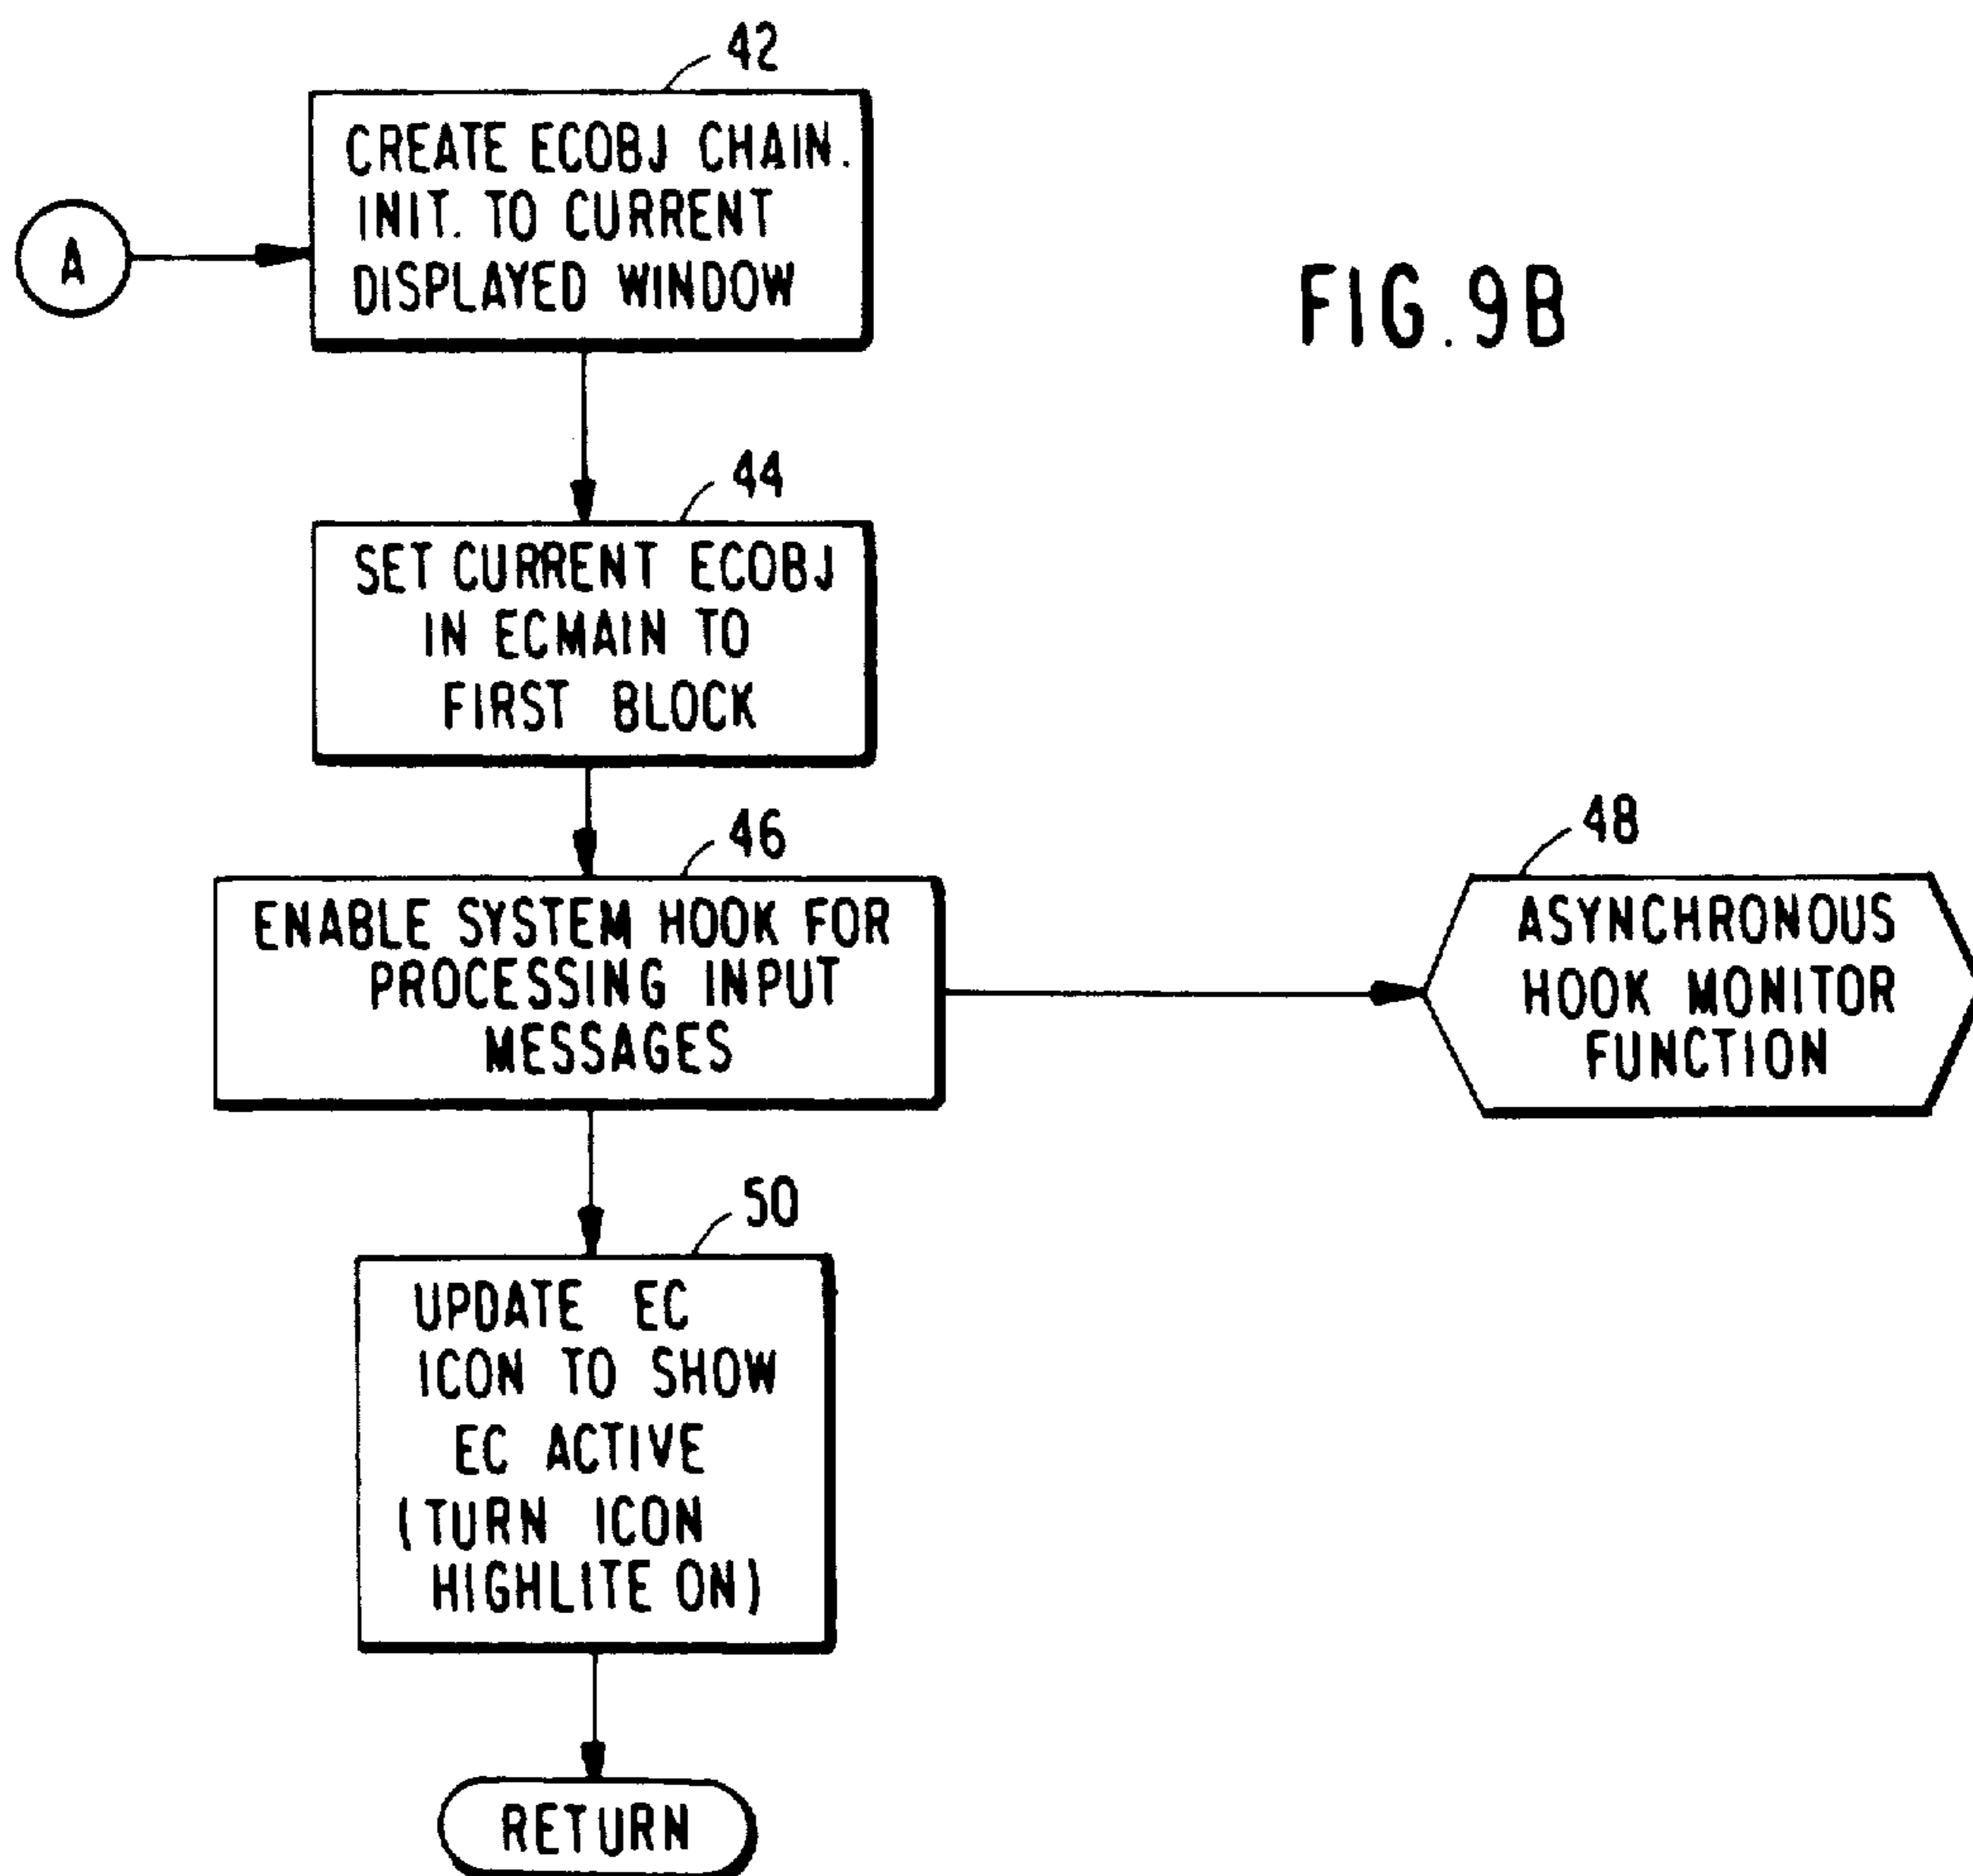 42
CREATE ECOBJ CHAIN.
INIT. TO CURRENT
DISPLAYED WINDOW
A
FIG. 9B
44
SET CURRENT ECOBJ
IN ECMAIN TO
FIRST BLOCK
46
ENABLE SYSTEM HOOK FOR
PROCESSING INPUT
MESSAGES
48
ASYNCHRONOUS
HOOK MONITOR
FUNCTION
50
UPDATE EC
ICON TO SHOW
EC ACTIVE
(TURN ICON
HIGHLITE ON)
RETURN